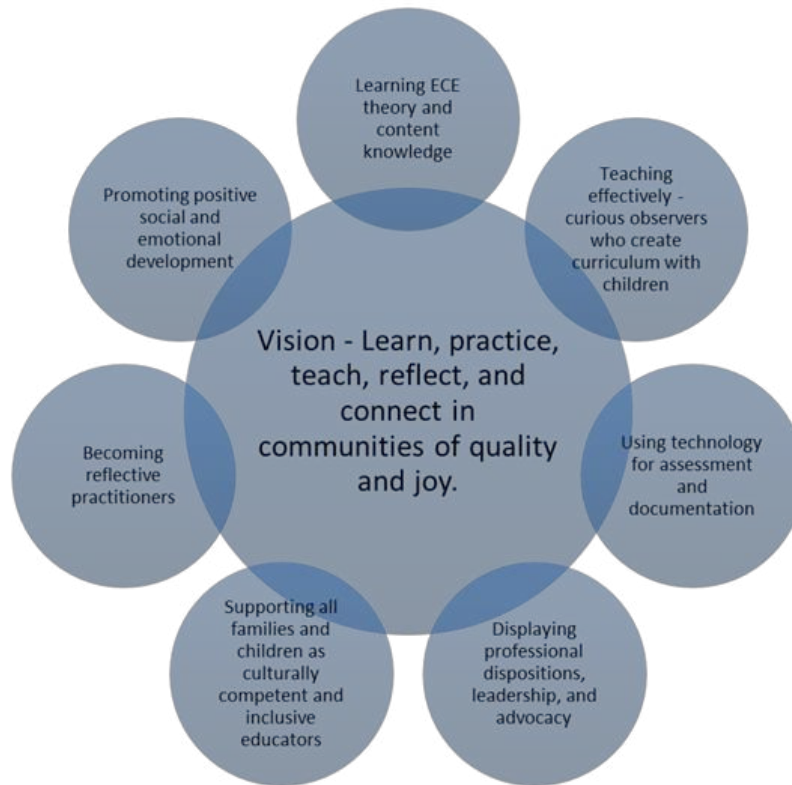 Learning ECE
theory and
content
knowledge
Teaching
effectively -
curious observers
who create
curriculum with
children
Using technology
for assessment
and
documentation
Displaying
professional
dispositions,
leadership, and
advocacy
Supporting all
families and
children as
culturally
competent and
inclusive
educators
Becoming
reflective
practitioners
Promoting positive
social and
emotional
development
Vision - Learn, practice,
teach, reflect, and
connect in
communities of quality
and joy.